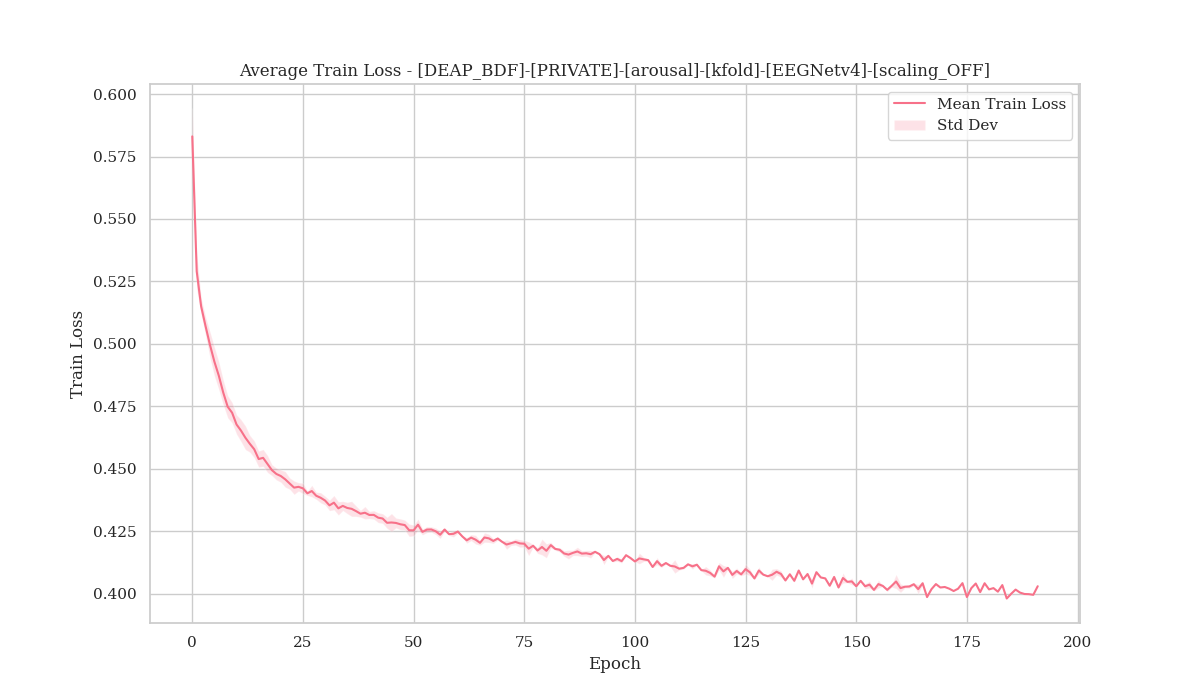 Average Train Loss - [DEAP_BDF]-[PRIVATE]-[arousal]-[kfold]-[EEGNetv4]-[scaling_OFF]
Mean Train Loss
Std Dev
Train Loss
0.600
0.575
0.550
0.525
0.500
0.475
0.450
0.425
0.400
0 25 50 75 100 125 150 175 200
Epoch